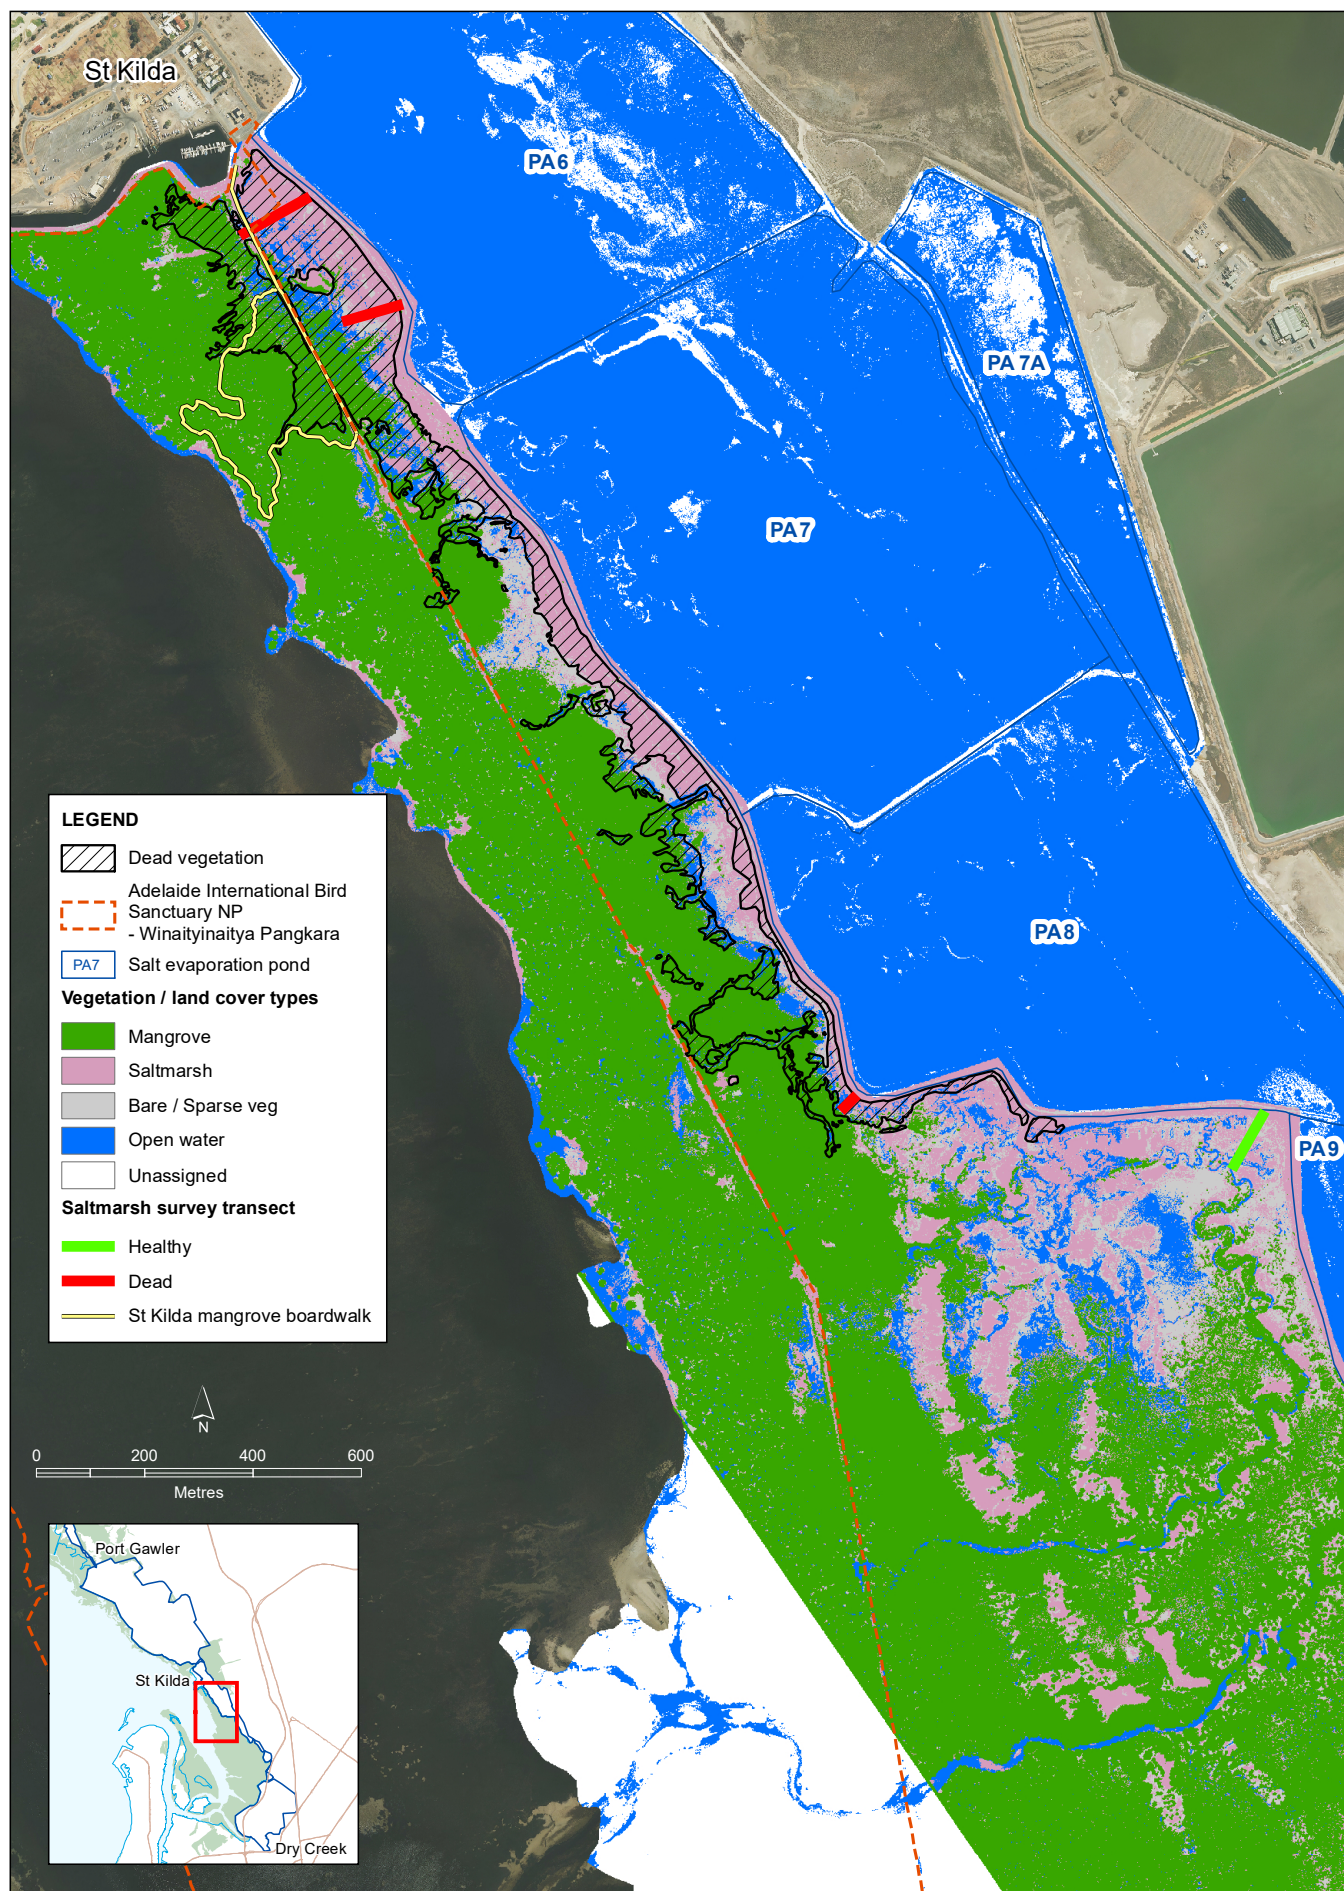 St Kilda
PA6
PA 7A
PA7
PA8
PA9
LEGEND
Dead vegetation
Adelaide International Bird
Sanctuary NP
- Winaityinaitya Pangkara
PA7
Salt evaporation pond
Vegetation / land cover types
Mangrove
Saltmarsh
Bare / Sparse veg
Open water
Unassigned
Saltmarsh survey transect
Healthy
Dead
St Kilda mangrove boardwalk
N
0 200 400 600
Metres
Port Gawler
St Kilda
Dry Creek